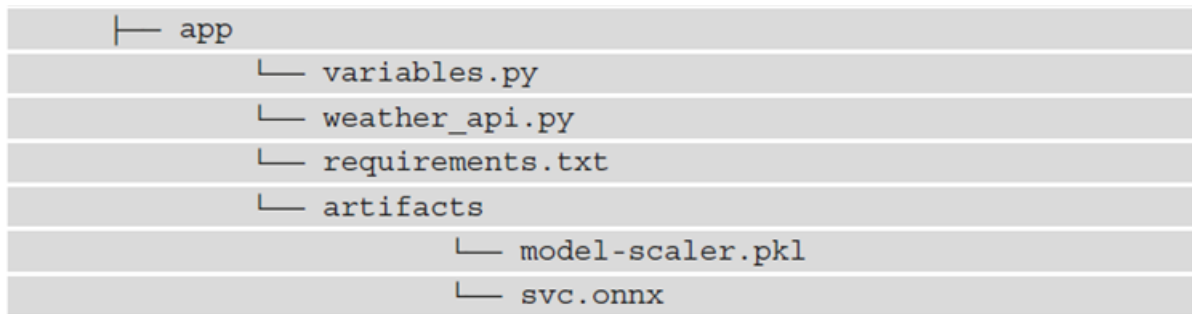 ├── app
└── variables.py
└── weather_api.py
└── requirements.txt
└── artifacts
└── model-scaler.pkl
└── svc.onnx